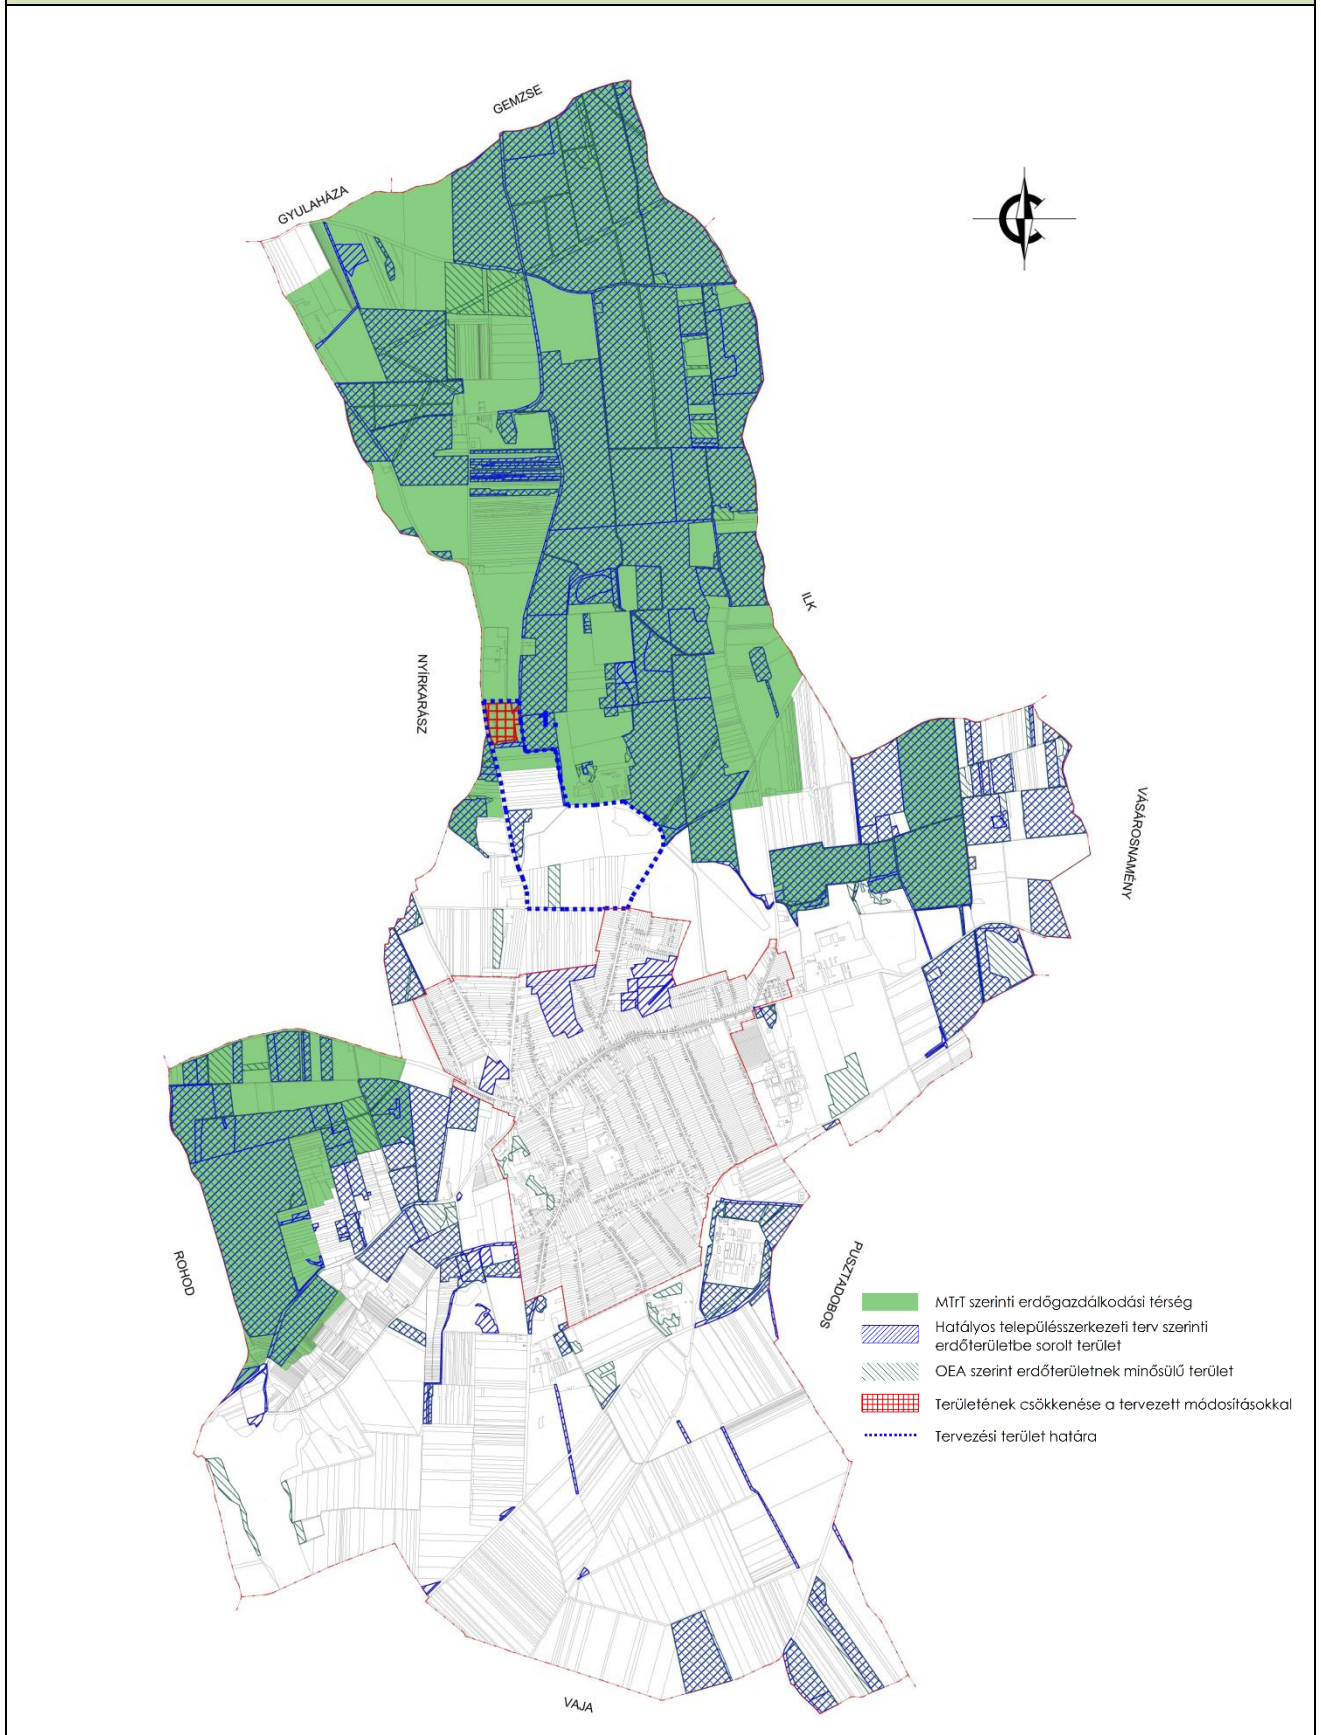 GEMZSE
GYULAHÁZA
ILK
NYÍRKARÁSZ
VÁSÁROSNAMÉNY
ROHOD
PUSZTADOBOS
MTrT szerinti erdőgazdálkodási térség
Hatályos településszerkezeti terv szerinti
erdőterületbe sorolt terület
OEA szerint erdőterületnek minősülő terület
Területének csökkenése a tervezett módosításokkal
Tervezési terület határa
VAJA